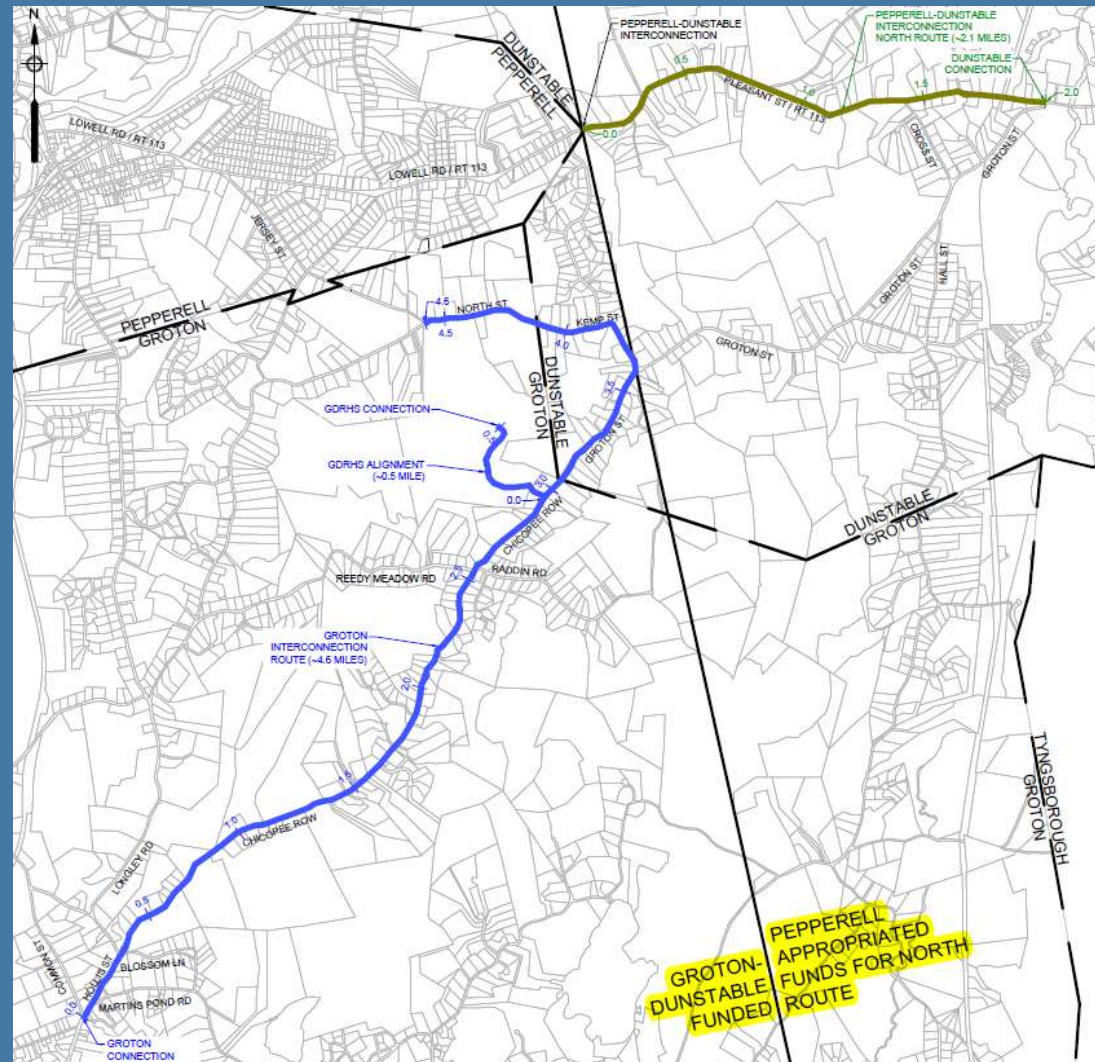 N
PEPPERELL-DUNSTABLE
INTERCONNECTION
PEPPERELL-DUNSTABLE
INTERCONNECTION
NORTH ROUTE (~2.1 MILES)
DUNSTABLE
CONNECTION
DUNSTABLE
PEPPERELL
0.0
0.5
PLEASANT ST / RT 113
1.0
1.5
2.0
LOWELL RD / RT 113
LOWELL RD / RT 113
CROSS ST
GROTON ST
JERSEY ST
HALL ST
GROTON ST
PEPPERELL
GROTON
4.6
4.5
NORTH ST
KEMP ST
4.0
GROTON ST
DUNSTABLE
GROTON
3.5
GROTON ST
GDRHS CONNECTION
0.5
GDRHS ALIGNMENT
(~0.5 MILE)
0.0
3.0
CHICOPEE ROW
DUNSTABLE
GROTON
REEDY MEADOW RD
2.5
RADDIN RD
GROTON
INTERCONNECTION
ROUTE (~4.6 MILES)
2.0
1.5
TYNGSBOROUGH
GROTON
1.0
CHICOPEE ROW
LONGLEY RD
0.5
COMMON ST
HOLLIS ST
BLOSSOM LN
MARTINS POND RD
0.0
GROTON
CONNECTION
GROTON-
DUNSTABLE
FUNDED
PEPPERELL
APPROPRIATED
FUNDS FOR NORTH
ROUTE